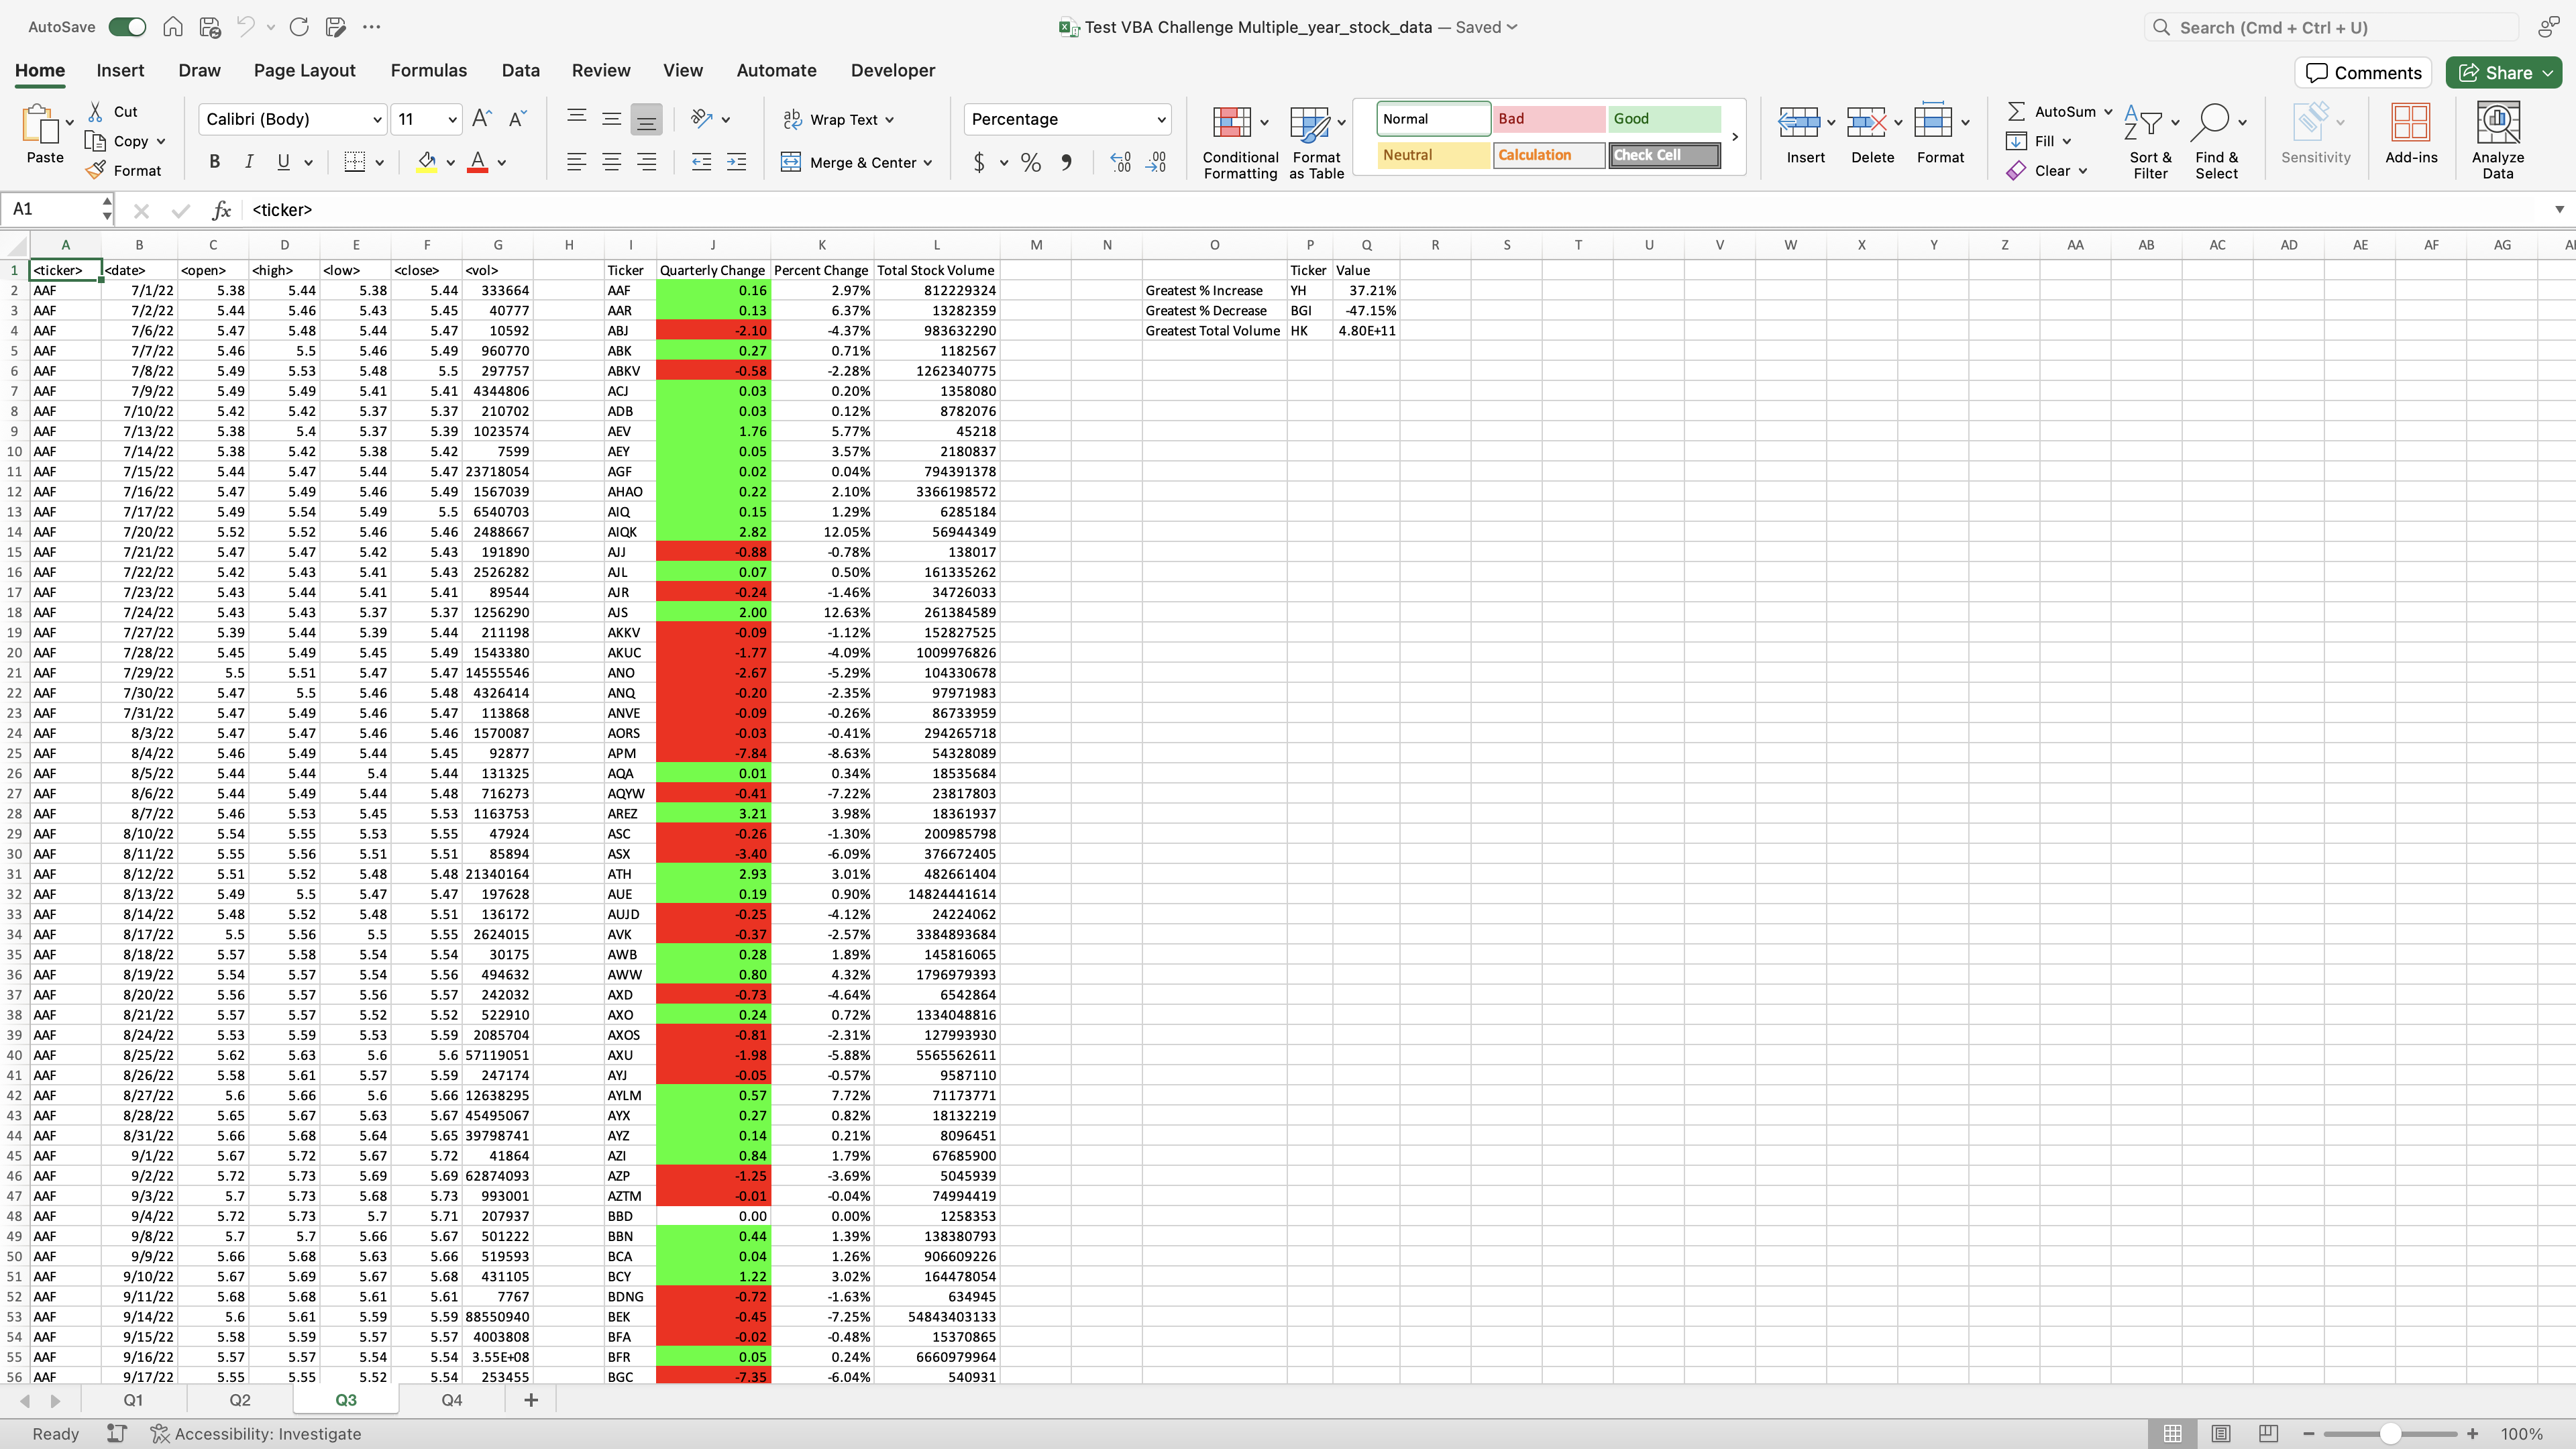 AutoSave
Test VBA Challenge Multiple_year_stock_data — Saved
Search (Cmd + Ctrl + U)
Home Insert Draw Page Layout Formulas Data Review View Automate Developer
Comments Share
Paste Cut Copy Format
Calibri (Body) 11
B I U A
Wrap Text
Merge & Center
Percentage
$ % 9
Conditional Formatting
Format as Table
Normal Bad Good
Neutral Calculation Check Cell
Insert Delete Format
AutoSum
Fill
Clear
Sort & Filter
Find & Select
Sensitivity
Add-ins
Analyze Data
A1 fx <ticker>
A B C D E F G H I J K L M N O P Q R S T U V W X Y Z AA AB AC AD AE AF AG
1 <ticker> <date> <open> <high> <low> <close> <vol> Ticker Quarterly Change Percent Change Total Stock Volume Ticker Value
2 AAF 7/1/22 5.38 5.44 5.38 5.44 333664 AAF 0.16 2.97% 812229324 Greatest % Increase YH 37.21%
3 AAF 7/2/22 5.44 5.46 5.43 5.45 40777 AAR 0.13 6.37% 13282359 Greatest % Decrease BGI -47.15%
4 AAF 7/6/22 5.47 5.48 5.44 5.47 10592 ABJ -2.10 -4.37% 983632290 Greatest Total Volume HK 4.80E+11
5 AAF 7/7/22 5.46 5.5 5.46 5.49 960770 ABK 0.27 0.71% 1182567
6 AAF 7/8/22 5.49 5.53 5.48 5.5 297757 ABKV -0.58 -2.28% 1262340775
7 AAF 7/9/22 5.49 5.49 5.41 5.41 4344806 ACJ 0.03 0.20% 1358080
8 AAF 7/10/22 5.42 5.42 5.37 5.37 210702 ADB 0.03 0.12% 8782076
9 AAF 7/13/22 5.38 5.4 5.37 5.39 1023574 AEV 1.76 5.77% 45218
10 AAF 7/14/22 5.38 5.42 5.38 5.42 7599 AEY 0.05 3.57% 2180837
11 AAF 7/15/22 5.44 5.47 5.44 5.47 23718054 AGF 0.02 0.04% 794391378
12 AAF 7/16/22 5.47 5.49 5.46 5.49 1567039 AHAO 0.22 2.10% 3366198572
13 AAF 7/17/22 5.49 5.54 5.49 5.5 6540703 AIQ 0.15 1.29% 6285184
14 AAF 7/20/22 5.52 5.52 5.46 5.46 2488667 AIQK 2.82 12.05% 56944349
15 AAF 7/21/22 5.47 5.47 5.42 5.43 191890 AJJ -0.88 -0.78% 138017
16 AAF 7/22/22 5.42 5.43 5.41 5.43 2526282 AJL 0.07 0.50% 161335262
17 AAF 7/23/22 5.43 5.44 5.41 5.41 89544 AJR -0.24 -1.46% 34726033
18 AAF 7/24/22 5.43 5.43 5.37 5.37 1256290 AJS 2.00 12.63% 261384589
19 AAF 7/27/22 5.39 5.44 5.39 5.44 211198 AKKV -0.09 -1.12% 152827525
20 AAF 7/28/22 5.45 5.49 5.45 5.49 1543380 AKUC -1.77 -4.09% 1009976826
21 AAF 7/29/22 5.5 5.51 5.47 5.47 14555546 ANO -2.67 -5.29% 104330678
22 AAF 7/30/22 5.47 5.5 5.46 5.48 4326414 ANQ -0.20 -2.35% 97971983
23 AAF 7/31/22 5.47 5.49 5.46 5.47 113868 ANVE -0.09 -0.26% 86733959
24 AAF 8/3/22 5.47 5.47 5.46 5.46 1570087 AORS -0.03 -0.41% 294265718
25 AAF 8/4/22 5.46 5.49 5.44 5.45 92877 APM -7.84 -8.63% 54328089
26 AAF 8/5/22 5.44 5.44 5.4 5.44 131325 AQA 0.01 0.34% 18535684
27 AAF 8/6/22 5.44 5.49 5.44 5.48 716273 AQYW -0.41 -7.22% 23817803
28 AAF 8/7/22 5.46 5.53 5.45 5.53 1163753 AREZ 3.21 3.98% 18361937
29 AAF 8/10/22 5.54 5.55 5.53 5.55 47924 ASC -0.26 -1.30% 200985798
30 AAF 8/11/22 5.55 5.56 5.51 5.51 85894 ASX -3.40 -6.09% 376672405
31 AAF 8/12/22 5.51 5.52 5.48 5.48 21340164 ATH 2.93 3.01% 482661404
32 AAF 8/13/22 5.49 5.5 5.47 5.47 197628 AUE 0.19 0.90% 14824441614
33 AAF 8/14/22 5.48 5.52 5.48 5.51 136172 AUJD -0.25 -4.12% 24224062
34 AAF 8/17/22 5.5 5.56 5.5 5.55 2624015 AVK -0.37 -2.57% 3384893684
35 AAF 8/18/22 5.57 5.58 5.54 5.54 30175 AWB 0.28 1.89% 145816065
36 AAF 8/19/22 5.54 5.57 5.54 5.56 494632 AWW 0.80 4.32% 1796979393
37 AAF 8/20/22 5.56 5.57 5.56 5.57 242032 AXD -0.73 -4.64% 6542864
38 AAF 8/21/22 5.57 5.57 5.52 5.52 522910 AXO 0.24 0.72% 1334048816
39 AAF 8/24/22 5.53 5.59 5.53 5.59 2085704 AXOS -0.81 -2.31% 127993930
40 AAF 8/25/22 5.62 5.63 5.6 5.6 57119051 AXU -1.98 -5.88% 5565562611
41 AAF 8/26/22 5.58 5.61 5.57 5.59 247174 AYJ -0.05 -0.57% 9587110
42 AAF 8/27/22 5.6 5.66 5.6 5.66 12638295 AYLM 0.57 7.72% 71173771
43 AAF 8/28/22 5.65 5.67 5.63 5.67 45495067 AYX 0.27 0.82% 18132219
44 AAF 8/31/22 5.66 5.68 5.64 5.65 39798741 AYZ 0.14 0.21% 8096451
45 AAF 9/1/22 5.67 5.72 5.67 5.72 41864 AZI 0.84 1.79% 67685900
46 AAF 9/2/22 5.72 5.73 5.69 5.69 62874093 AZP -1.25 -3.69% 5045939
47 AAF 9/3/22 5.7 5.73 5.68 5.73 993001 AZTM -0.01 -0.04% 74994419
48 AAF 9/4/22 5.72 5.73 5.7 5.71 207937 BBD 0.00 0.00% 1258353
49 AAF 9/8/22 5.7 5.7 5.66 5.67 501222 BBN 0.44 1.39% 138380793
50 AAF 9/9/22 5.66 5.68 5.63 5.66 519593 BCA 0.04 1.26% 906609226
51 AAF 9/10/22 5.67 5.69 5.67 5.68 431105 BCY 1.22 3.02% 164478054
52 AAF 9/11/22 5.68 5.68 5.61 5.61 7767 BDNG -0.72 -1.63% 634945
53 AAF 9/14/22 5.6 5.61 5.59 5.59 88550940 BEK -0.45 -7.25% 54843403133
54 AAF 9/15/22 5.58 5.59 5.57 5.57 4003808 BFA -0.02 -0.48% 15370865
55 AAF 9/16/22 5.57 5.57 5.54 5.54 3.55E+08 BFR 0.05 0.24% 6660979964
56 AAF 9/17/22 5.55 5.55 5.52 5.54 253455 BGC -7.35 -6.04% 540931
Q1 Q2 Q3 Q4 +
Ready Accessibility: Investigate 100%